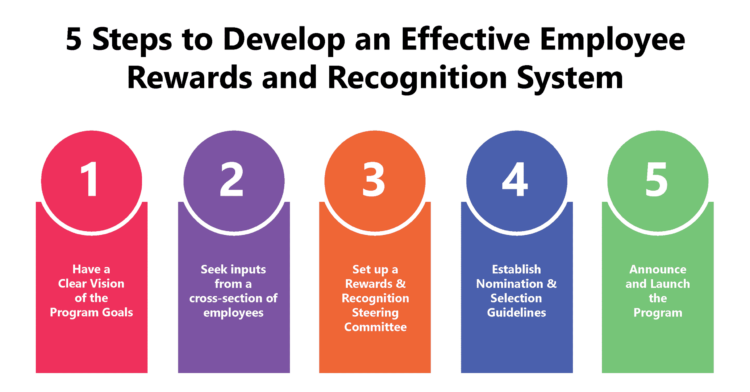 5 Steps to Develop an Effective Employee
Rewards and Recognition System
1
Have a
Clear Vision
of the
Program Goals
2
Seek inputs
from a
cross-section of
employees
3
Set up a
Rewards &
Recognition
Steering
Committee
4
Establish
Nomination &
Selection
Guidelines
5
Announce
and Launch
the
Program